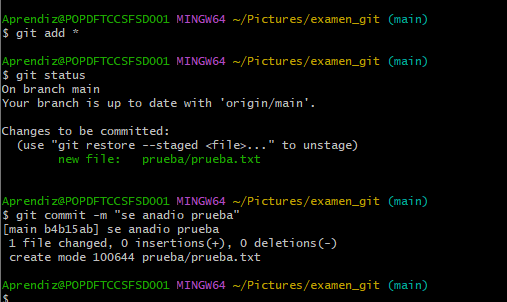 Aprendiz@POPDFTCCSFSD001 MINGW64 ~/Pictures/examen_git (main)
$ git add *
Aprendiz@POPDFTCCSFSD001 MINGW64 ~/Pictures/examen_git (main)
$ git status
On branch main
Your branch is up to date with 'origin/main'.
Changes to be committed:
  (use "git restore --staged <file>..." to unstage)
        new file:   prueba/prueba.txt
Aprendiz@POPDFTCCSFSD001 MINGW64 ~/Pictures/examen_git (main)
$ git commit -m "se anadio prueba"
[main b4b15ab] se anadio prueba
 1 file changed, 0 insertions(+), 0 deletions(-)
 create mode 100644 prueba/prueba.txt
Aprendiz@POPDFTCCSFSD001 MINGW64 ~/Pictures/examen_git (main)
$